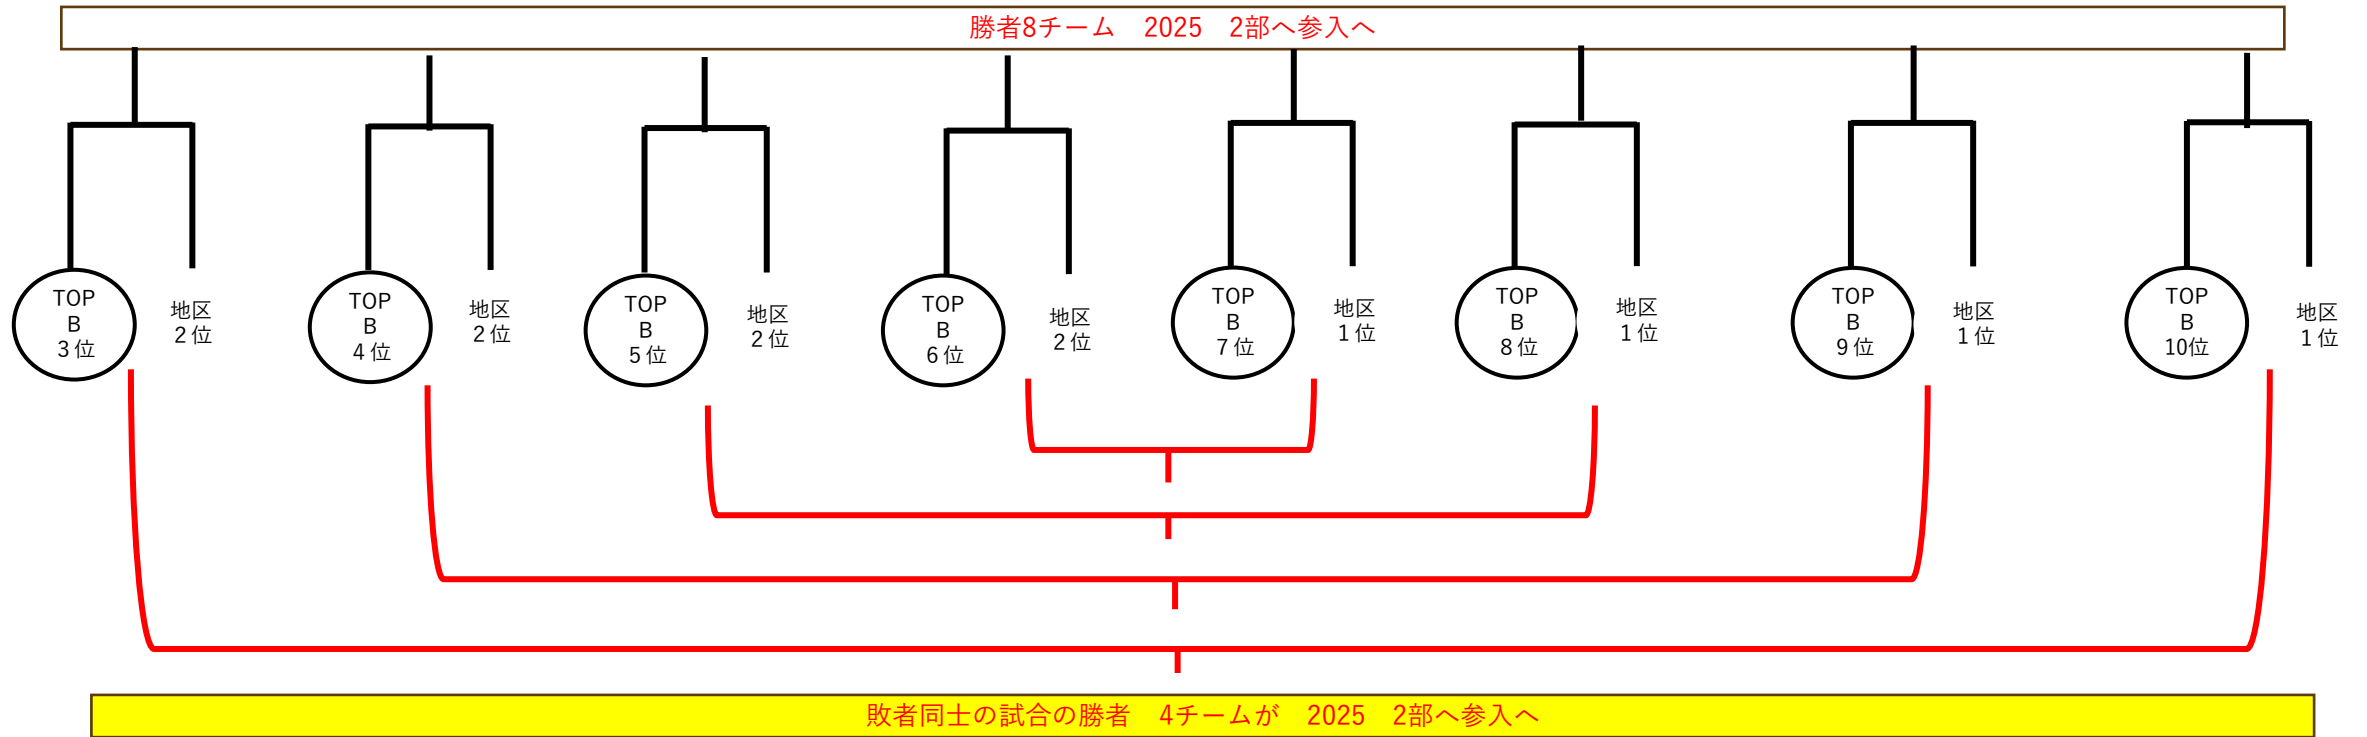 勝者8チーム　2025　2部へ参入へ
TOP
B
３位
地区
２位
TOP
B
４位
地区
２位
TOP
B
５位
地区
２位
TOP
B
６位
地区
２位
TOP
B
７位
地区
１位
TOP
B
８位
地区
１位
TOP
B
９位
地区
１位
TOP
B
10位
地区
１位
敗者同士の試合の勝者　4チームが　2025　2部へ参入へ